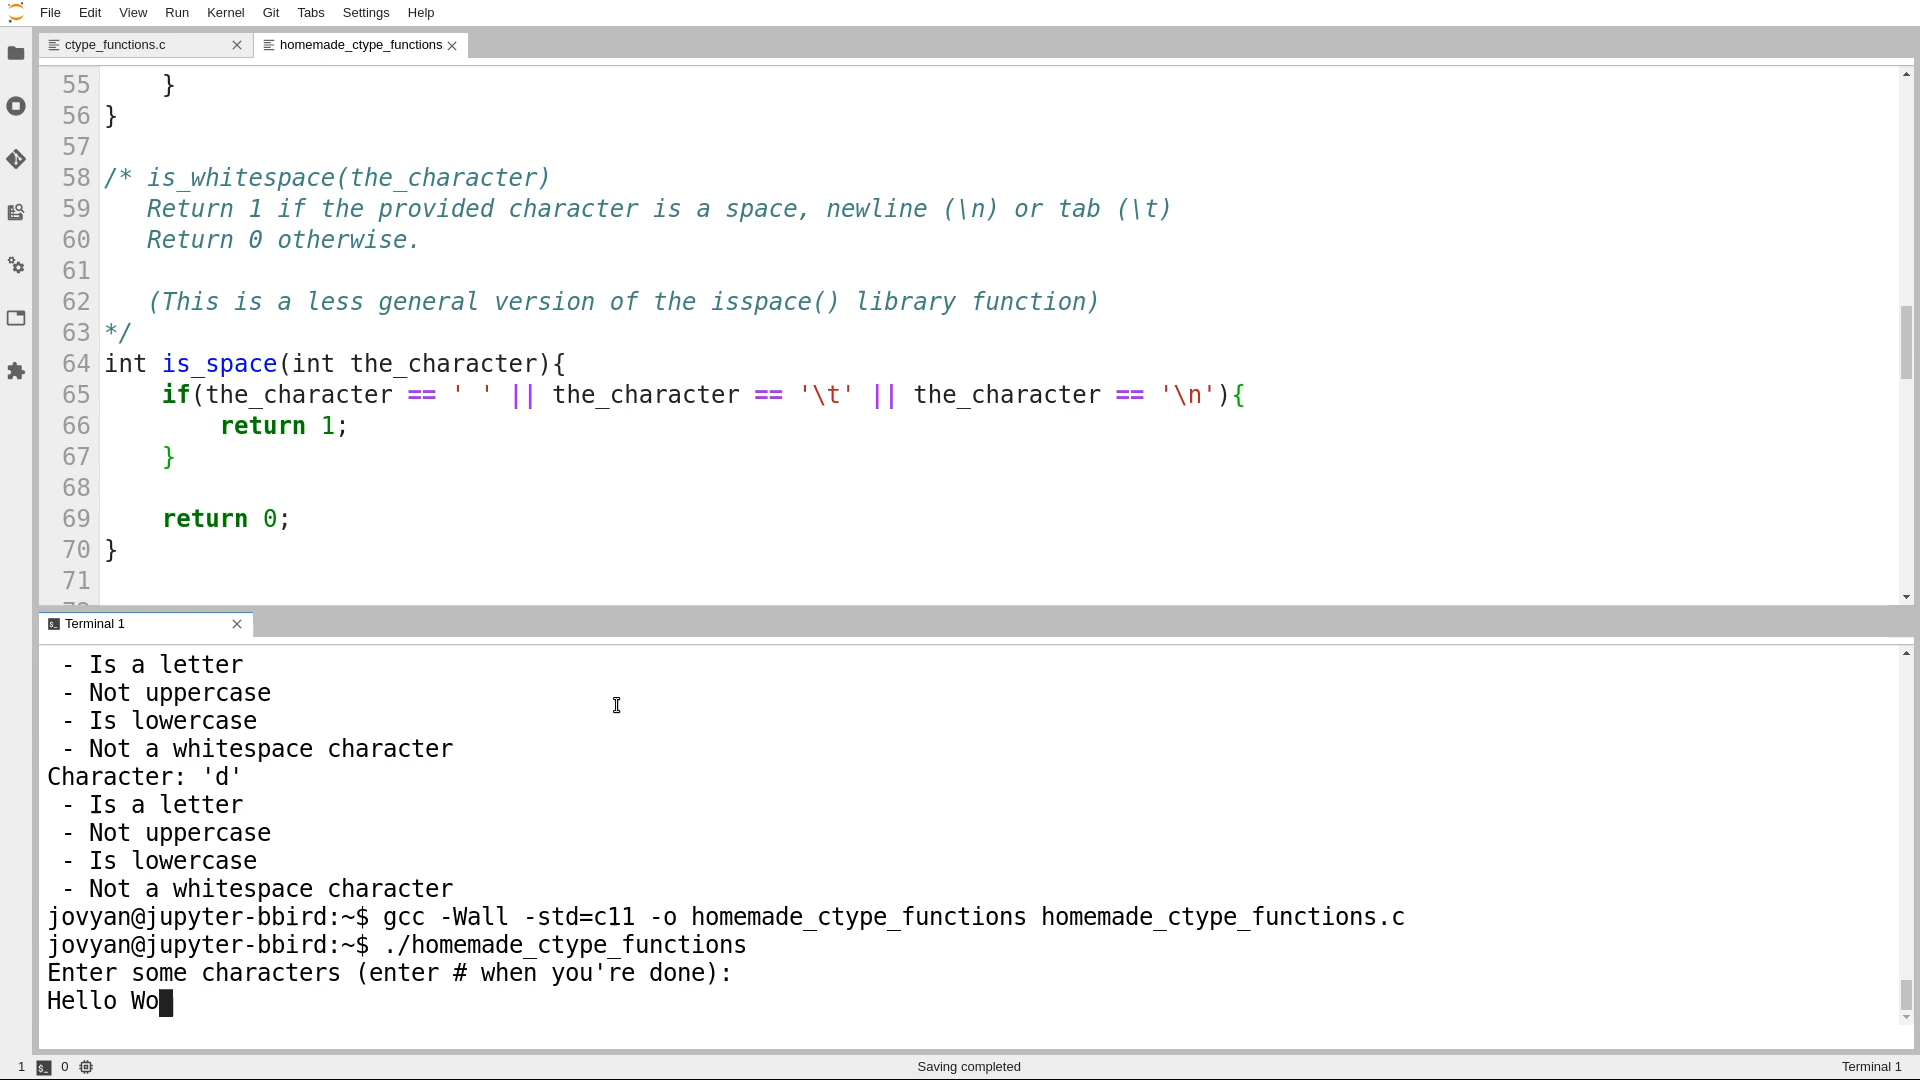 File Edit View Run Kernel Git Tabs Settings Help
ctype_functions.c
homemade_ctype_functions
55 }
56 }
57
58 /* is_whitespace(the_character)
59 Return 1 if the provided character is a space, newline (\n) or tab (\t)
60 Return 0 otherwise.
61
62 (This is a less general version of the isspace() library function)
63 */
64 int is_space(int the_character){
65 if(the_character == ' ' || the_character == '\t' || the_character == '\n'){
66 return 1;
67 }
68
69 return 0;
70 }
71
Terminal 1
- Is a letter
- Not uppercase
- Is lowercase
- Not a whitespace character
Character: 'd'
- Is a letter
- Not uppercase
- Is lowercase
- Not a whitespace character
jovyan@jupyter-bbird:~$ gcc -Wall -std=c11 -o homemade_ctype_functions homemade_ctype_functions.c
jovyan@jupyter-bbird:~$ ./homemade_ctype_functions
Enter some characters (enter # when you're done):
Hello Wo
1 $_ 0 Saving completed Terminal 1